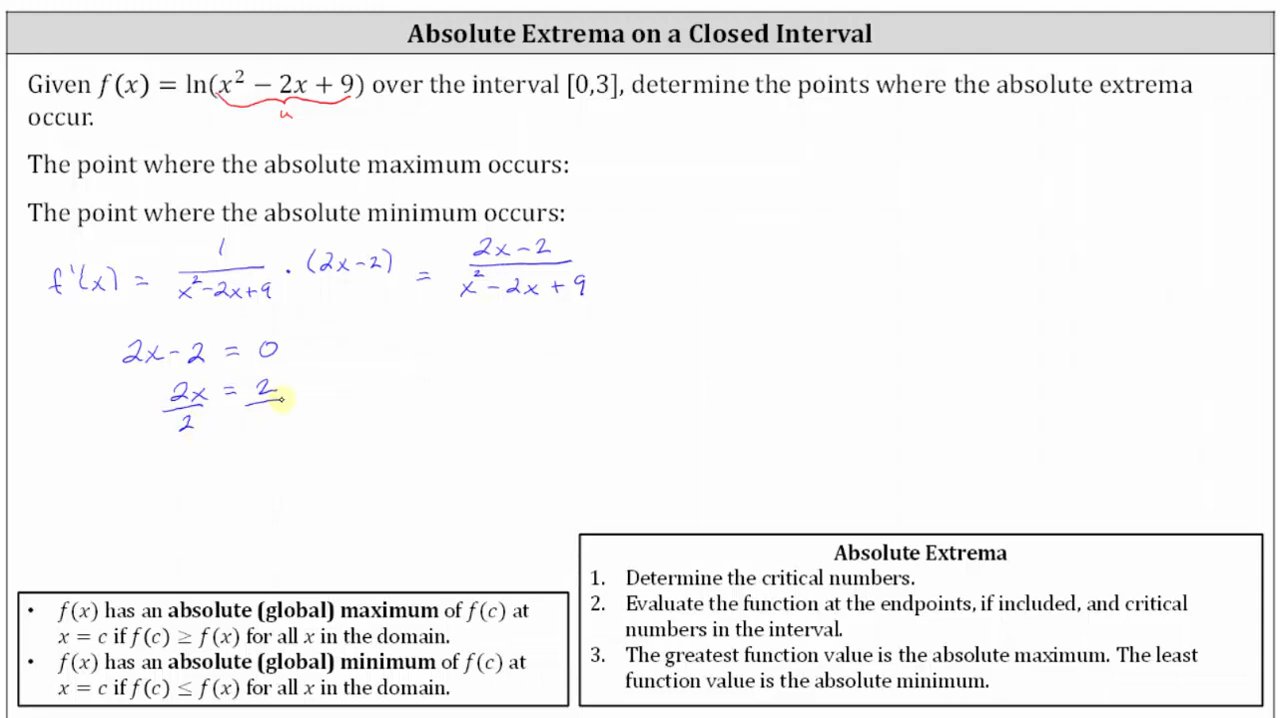 Absolute Extrema on a Closed Interval
Given f(x) = ln(x² − 2x + 9) over the interval [0,3], determine the points where the absolute extrema
occur.
u
The point where the absolute maximum occurs:
The point where the absolute minimum occurs:
f'(x) = 1/(x²-2x+9) · (2x-2) = (2x-2)/(x²-2x+9)
2x-2 = 0
2x/2 = 2
• f(x) has an absolute (global) maximum of f(c) at
x = c if f(c) ≥ f(x) for all x in the domain.
• f(x) has an absolute (global) minimum of f(c) at
x = c if f(c) ≤ f(x) for all x in the domain.
Absolute Extrema
1. Determine the critical numbers.
2. Evaluate the function at the endpoints, if included, and critical
numbers in the interval.
3. The greatest function value is the absolute maximum. The least
function value is the absolute minimum.